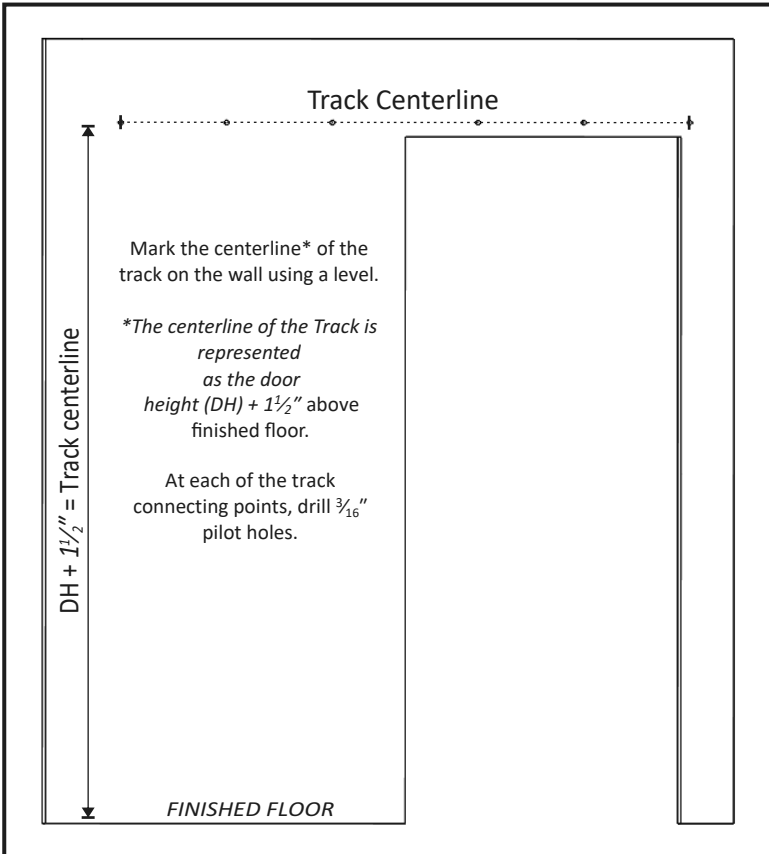 Track Centerline
Mark the centerline* of the
track on the wall using a level.
*The centerline of the Track is
represented
as the door
height (DH) + 1½″ above
finished floor.
At each of the track
connecting points, drill 3⁄16″
pilot holes.
DH + 1½″ = Track centerline
FINISHED FLOOR